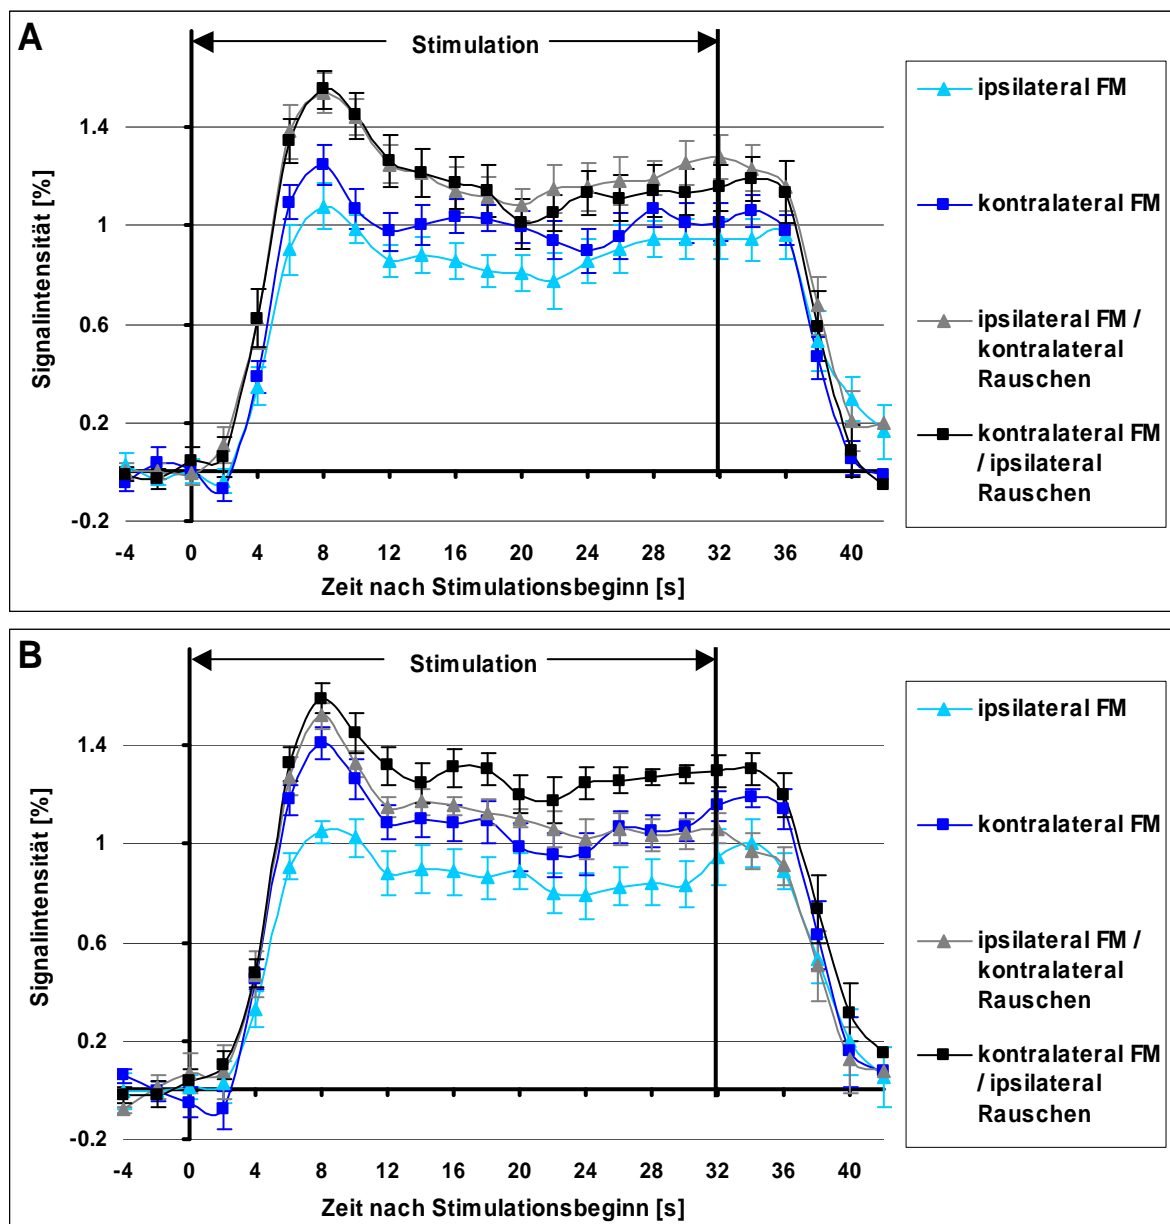 A
Stimulation
Signalintensität [%]
1.4
1
0.6
0.2
-0.2
-4 0 4 8 12 16 20 24 28 32 36 40
Zeit nach Stimulationsbeginn [s]
ipsilateral FM
kontralateral FM
ipsilateral FM /
kontralateral
Rauschen
kontralateral FM
/ ipsilateral
Rauschen
B
Stimulation
Signalintensität [%]
1.4
1
0.6
0.2
-0.2
-4 0 4 8 12 16 20 24 28 32 36 40
Zeit nach Stimulationsbeginn [s]
ipsilateral FM
kontralateral FM
ipsilateral FM /
kontralateral
Rauschen
kontralateral FM
/ ipsilateral
Rauschen